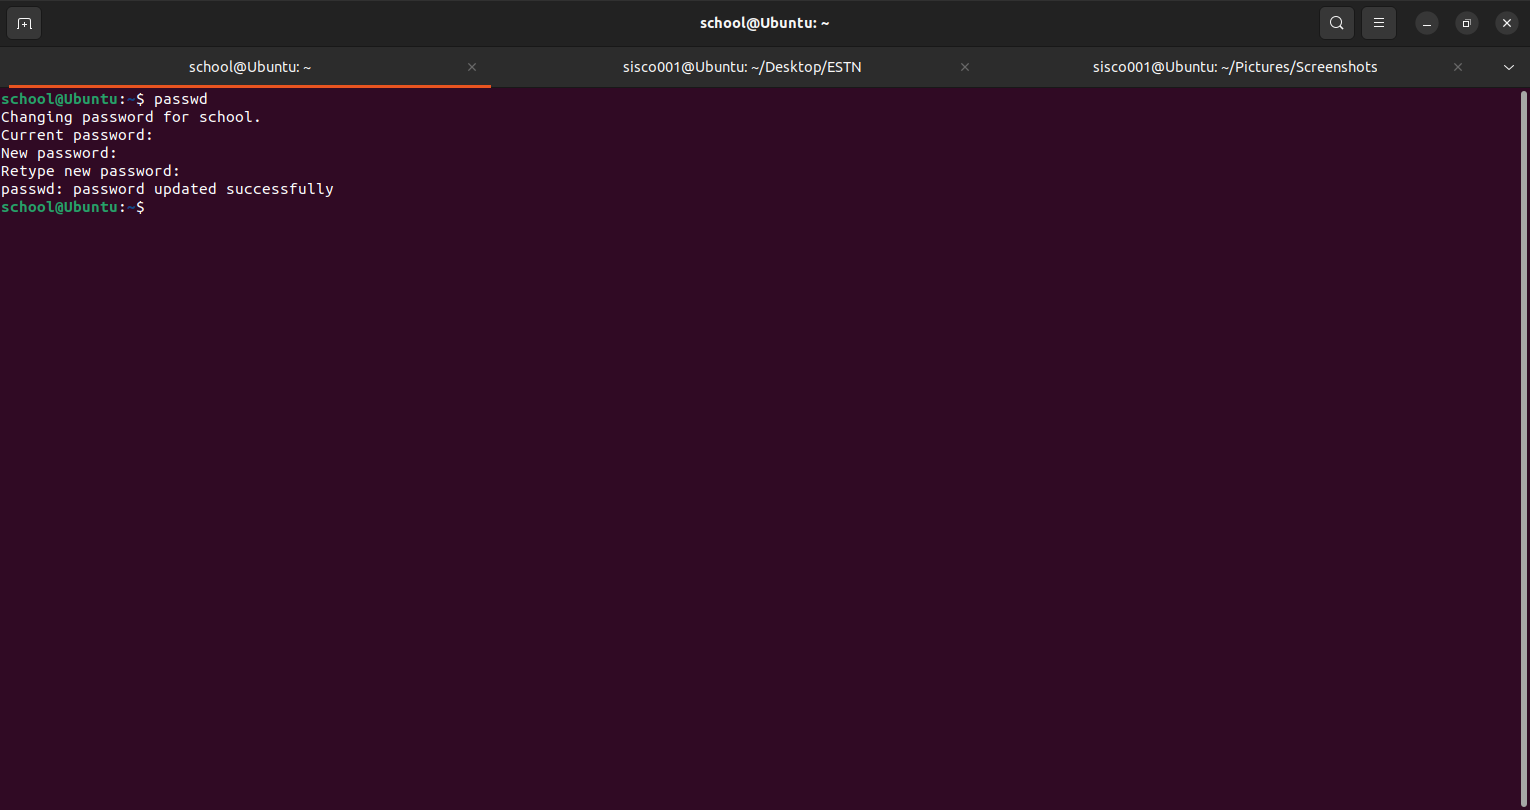 school@Ubuntu: ~
school@Ubuntu: ~
sisco001@Ubuntu: ~/Desktop/ESTN
sisco001@Ubuntu: ~/Pictures/Screenshots
school@Ubuntu:~$ passwd
Changing password for school.
Current password:
New password:
Retype new password:
passwd: password updated successfully
school@Ubuntu:~$